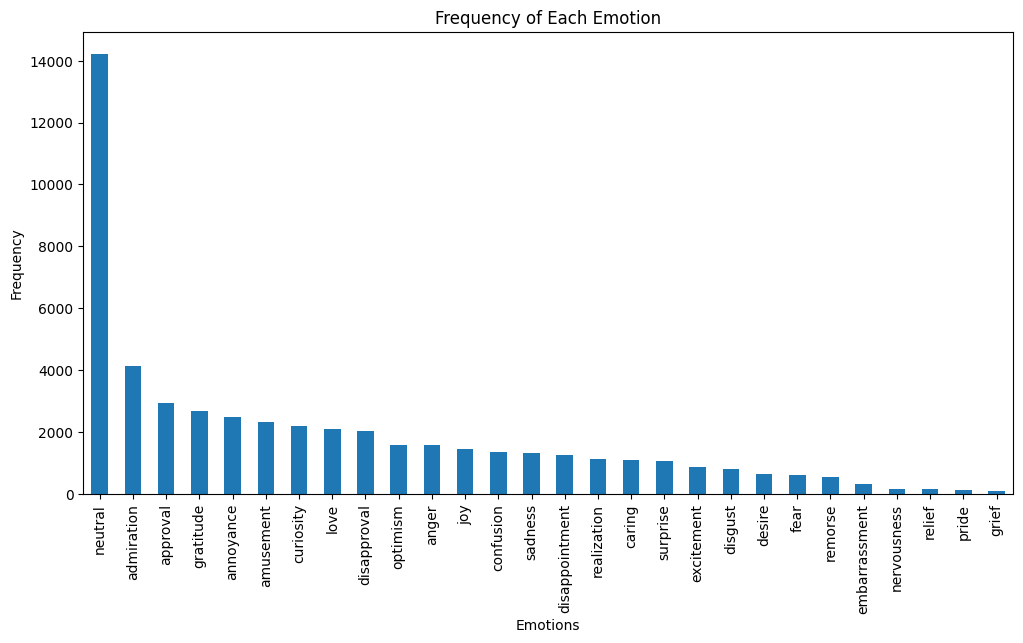 Frequency of Each Emotion
Frequency
14000
12000
10000
8000
6000
4000
2000
0
neutral
admiration
approval
gratitude
annoyance
amusement
curiosity
love
disapproval
optimism
anger
joy
confusion
sadness
disappointment
realization
caring
surprise
excitement
disgust
desire
fear
remorse
embarrassment
nervousness
relief
pride
grief
Emotions